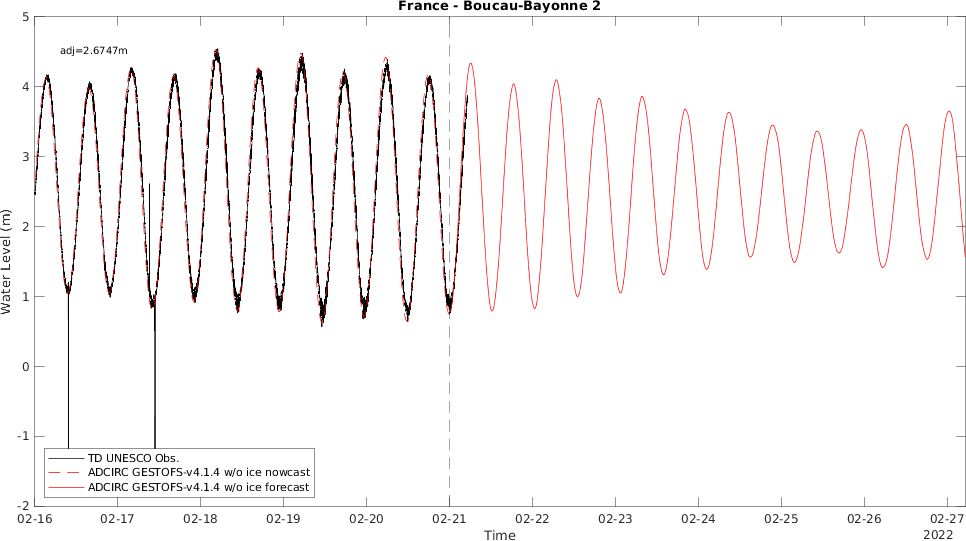 France - Boucau-Bayonne 2
5
adj=2.6747m
4
3
2
1
0
-1
-2
Water Level (m)
TD UNESCO Obs.
ADCIRC GESTOFS-v4.1.4 w/o ice nowcast
ADCIRC GESTOFS-v4.1.4 w/o ice forecast
02-16 02-17 02-18 02-19 02-20 02-21 02-22 02-23 02-24 02-25 02-26 02-27
Time 2022